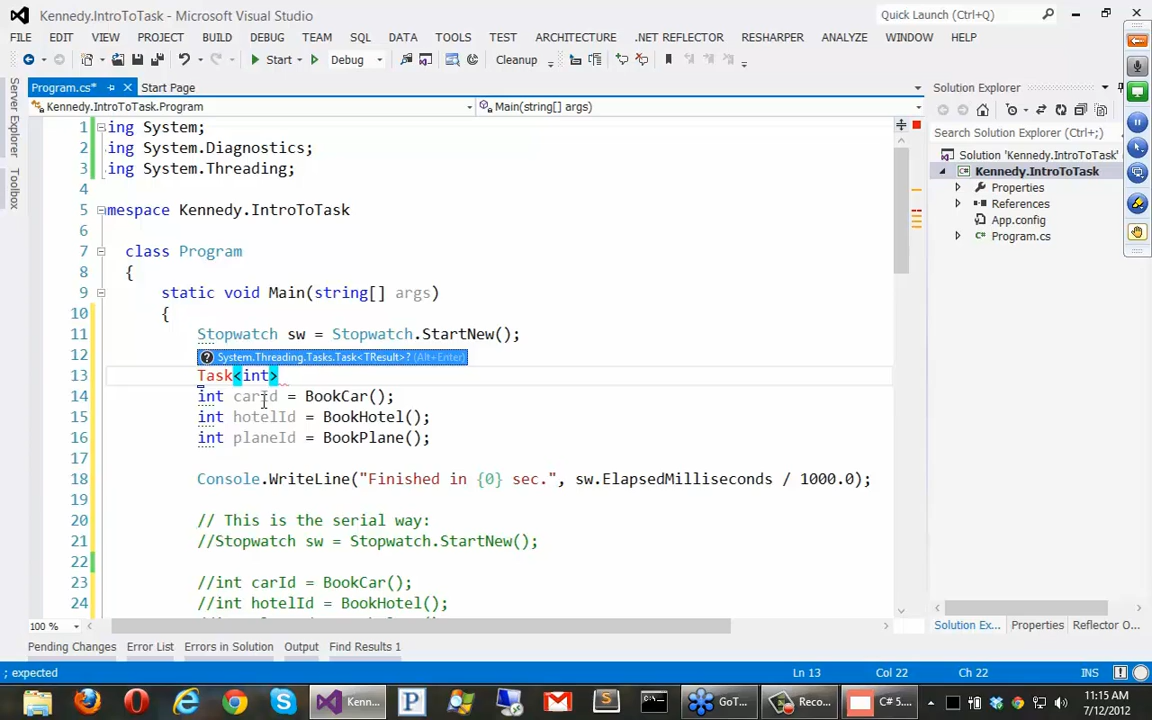 Kennedy.IntroToTask - Microsoft Visual Studio
Quick Launch (Ctrl+Q)
FILE EDIT VIEW PROJECT BUILD DEBUG TEAM SQL DATA TOOLS TEST ARCHITECTURE .NET REFLECTOR RESHARPER ANALYZE WINDOW HELP
Start Debug Cleanup
Server Explorer
Toolbox
Program.cs* Start Page
Kennedy.IntroToTask.Program Main(string[] args)
1 ing System;
2 ing System.Diagnostics;
3 ing System.Threading;
4
5 mespace Kennedy.IntroToTask
6
7 class Program
8 {
9 static void Main(string[] args)
10 {
11 Stopwatch sw = Stopwatch.StartNew();
12 System.Threading.Tasks.Task<TResult>? (Alt+Enter)
13 Task<int>
14 int carId = BookCar();
15 int hotelId = BookHotel();
16 int planeId = BookPlane();
17
18 Console.WriteLine("Finished in {0} sec.", sw.ElapsedMilliseconds / 1000.0);
19
20 // This is the serial way:
21 //Stopwatch sw = Stopwatch.StartNew();
22
23 //int carId = BookCar();
24 //int hotelId = BookHotel();
100 %
Solution Explorer
Search Solution Explorer (Ctrl+;)
Solution 'Kennedy.IntroToTask'
Kennedy.IntroToTask
Properties
References
App.config
Program.cs
Solution Ex... Properties Reflector O...
Pending Changes Error List Errors in Solution Output Find Results 1
; expected Ln 13 Col 22 Ch 22 INS
Kenn... GoT... Reco... C# 5....
11:15 AM
7/12/2012